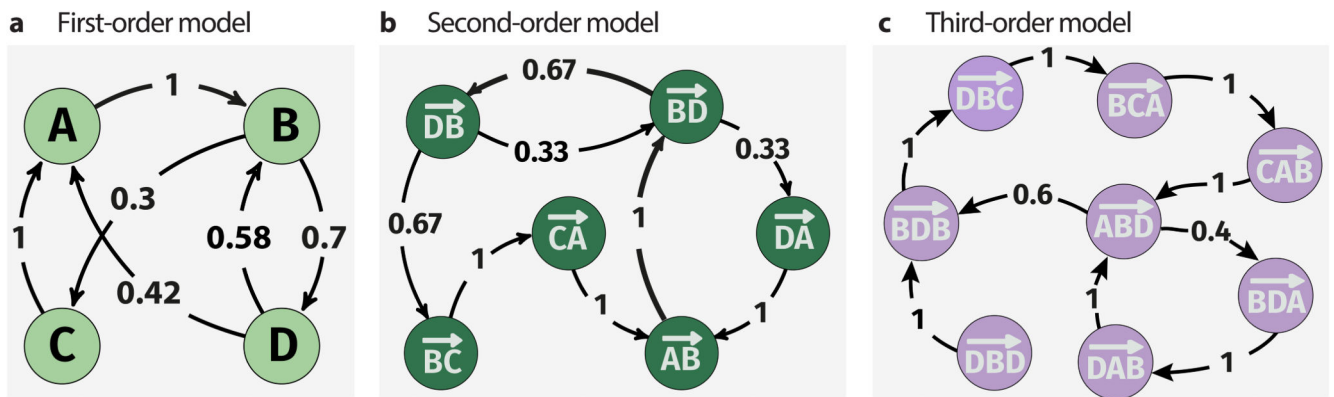 a First-order model
A
1
B
0.3
1
0.58
0.7
0.42
C
D
b Second-order model
0.67
DB
BD
0.33
0.33
0.67
CA
1
DA
1
1
1
BC
AB
c Third-order model
1
DBC
BCA
1
1
CAB
0.6
1
BDB
ABD
0.4
1
BDA
1
DBD
DAB
1